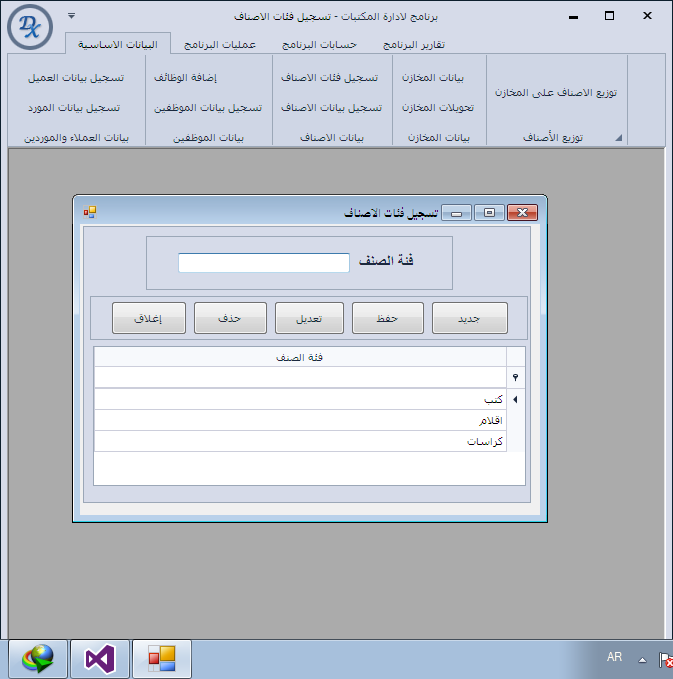 برنامج لادارة المكتبات - تسجيل فئات الاصناف
DX
البيانات الاساسية عمليات البرنامج حسابات البرنامج تقارير البرنامج
تسجيل بيانات العميل إضافة الوظائف تسجيل فئات الاصناف بيانات المخازن توزيع الاصناف على المخازن
تسجيل بيانات المورد تسجيل بيانات الموظفين تسجيل بيانات الاصناف تحويلات المخازن
بيانات العملاء والموردين بيانات الموظفين بيانات الاصناف بيانات المخازن توزيع الأصناف
تسجيل فئات الاصناف
فئة الصنف
جديد حفظ تعديل حذف إغلاق
فئة الصنف
كتب
اقلام
كراسات
AR